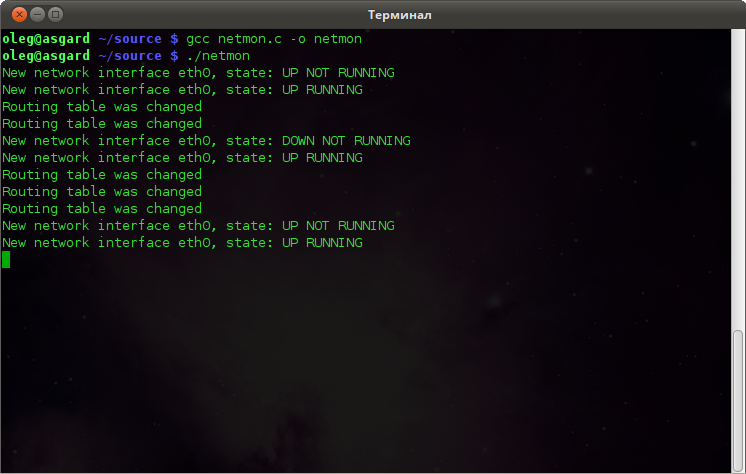 Терминал
oleg@asgard ~/source $ gcc netmon.c -o netmon
oleg@asgard ~/source $ ./netmon
New network interface eth0, state: UP NOT RUNNING
New network interface eth0, state: UP RUNNING
Routing table was changed
Routing table was changed
New network interface eth0, state: DOWN NOT RUNNING
New network interface eth0, state: UP RUNNING
Routing table was changed
Routing table was changed
Routing table was changed
New network interface eth0, state: UP NOT RUNNING
New network interface eth0, state: UP RUNNING